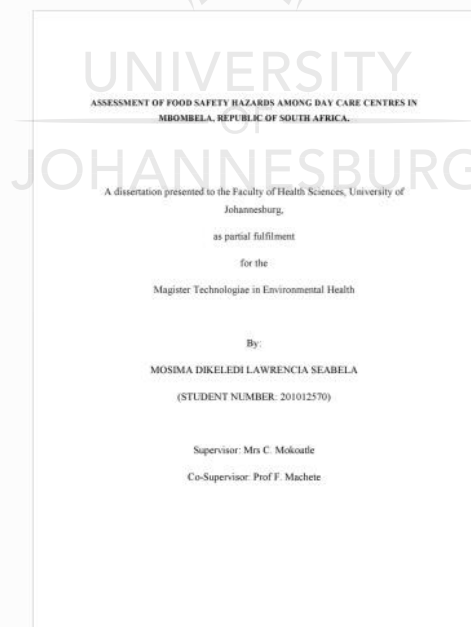 UNIVERSITY
ASSESSMENT OF FOOD SAFETY HAZARDS AMONG DAY CARE CENTRES IN
MBOMBELA, REPUBLIC OF SOUTH AFRICA.
OF
JOHANNESBURG
A dissertation presented to the Faculty of Health Sciences, University of
Johannesburg,
as partial fulfilment
for the
Magister Technologiae in Environmental Health
By:
MOSIMA DIKELEDI LAWRENCIA SEABELA
(STUDENT NUMBER: 201012570)
Supervisor: Mrs C. Mokoatle
Co-Supervisor: Prof F. Machete